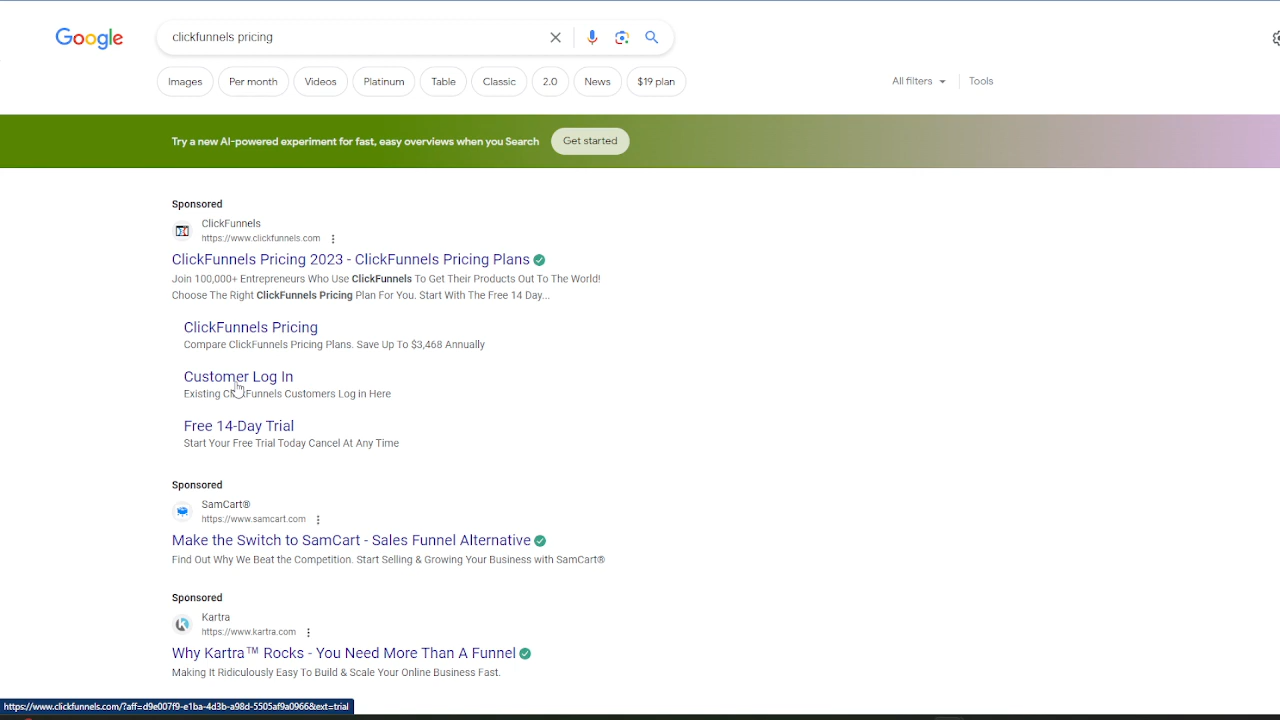 Google
clickfunnels pricing
Images
Per month
Videos
Platinum
Table
Classic
2.0
News
$19 plan
All filters
Tools
Try a new AI-powered experiment for fast, easy overviews when you Search
Get started
Sponsored
ClickFunnels
https://www.clickfunnels.com
ClickFunnels Pricing 2023 - ClickFunnels Pricing Plans
Join 100,000+ Entrepreneurs Who Use ClickFunnels To Get Their Products Out To The World!
Choose The Right ClickFunnels Pricing Plan For You. Start With The Free 14 Day...
ClickFunnels Pricing
Compare ClickFunnels Pricing Plans. Save Up To $3,468 Annually
Customer Log In
Existing ClickFunnels Customers Log in Here
Free 14-Day Trial
Start Your Free Trial Today Cancel At Any Time
Sponsored
SamCart®
https://www.samcart.com
Make the Switch to SamCart - Sales Funnel Alternative
Find Out Why We Beat the Competition. Start Selling & Growing Your Business with SamCart®
Sponsored
Kartra
https://www.kartra.com
Why Kartra™ Rocks - You Need More Than A Funnel
Making It Ridiculously Easy To Build & Scale Your Online Business Fast.
https://www.clickfunnels.com/?aff=d9e007f9-e1ba-4d3b-a98d-5505af9a0966&text=trial